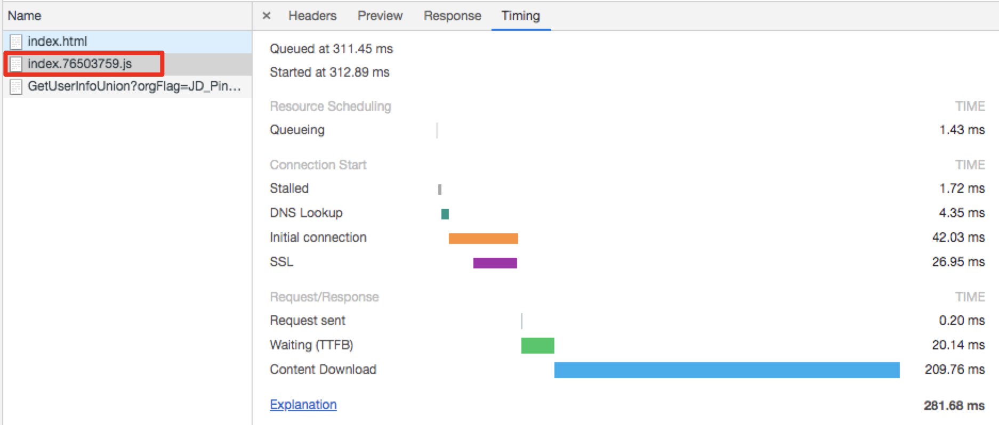 Name
index.html
index.76503759.js
GetUserInfoUnion?orgFlag=JD_Pin...
× Headers Preview Response Timing
Queued at 311.45 ms
Started at 312.89 ms
Resource Scheduling TIME
Queueing 1.43 ms
Connection Start TIME
Stalled 1.72 ms
DNS Lookup 4.35 ms
Initial connection 42.03 ms
SSL 26.95 ms
Request/Response TIME
Request sent 0.20 ms
Waiting (TTFB) 20.14 ms
Content Download 209.76 ms
Explanation 281.68 ms